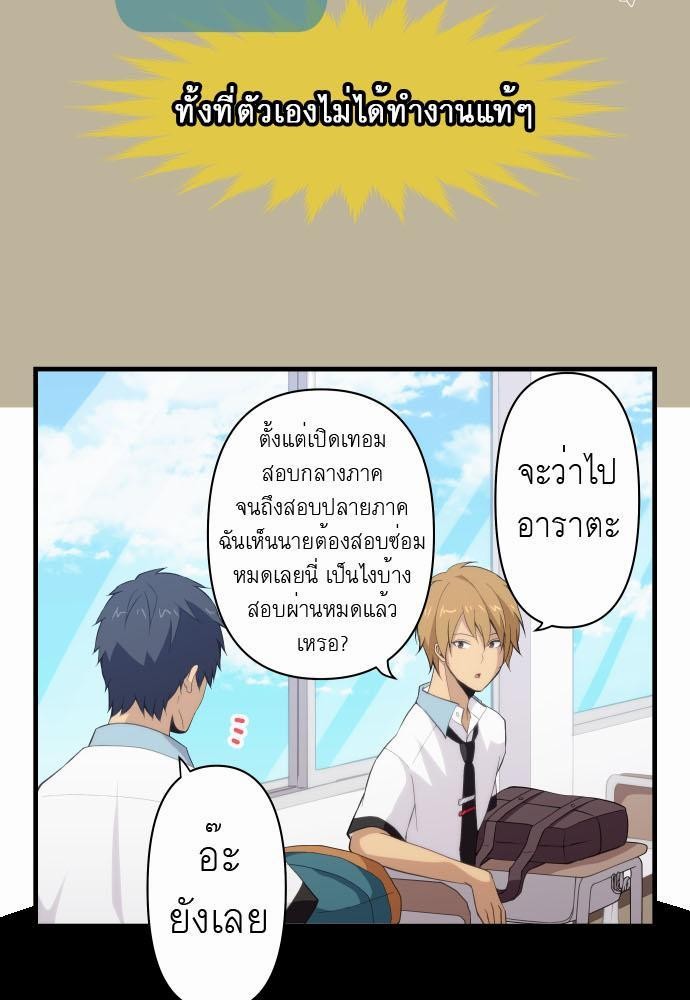 ทั้งที่ตัวเองไม่ได้ทำงานแท้ๆ
จะว่าไป
อาราตะ
ตั้งแต่เปิดเทอม
สอบกลางภาค
จนถึงสอบปลายภาค
ฉันเห็นนายต้องสอบซ่อม
หมดเลยนี่ เป็นไงบ้าง
สอบผ่านหมดแล้ว
เหรอ?
อ๊ะ
ยังเลย